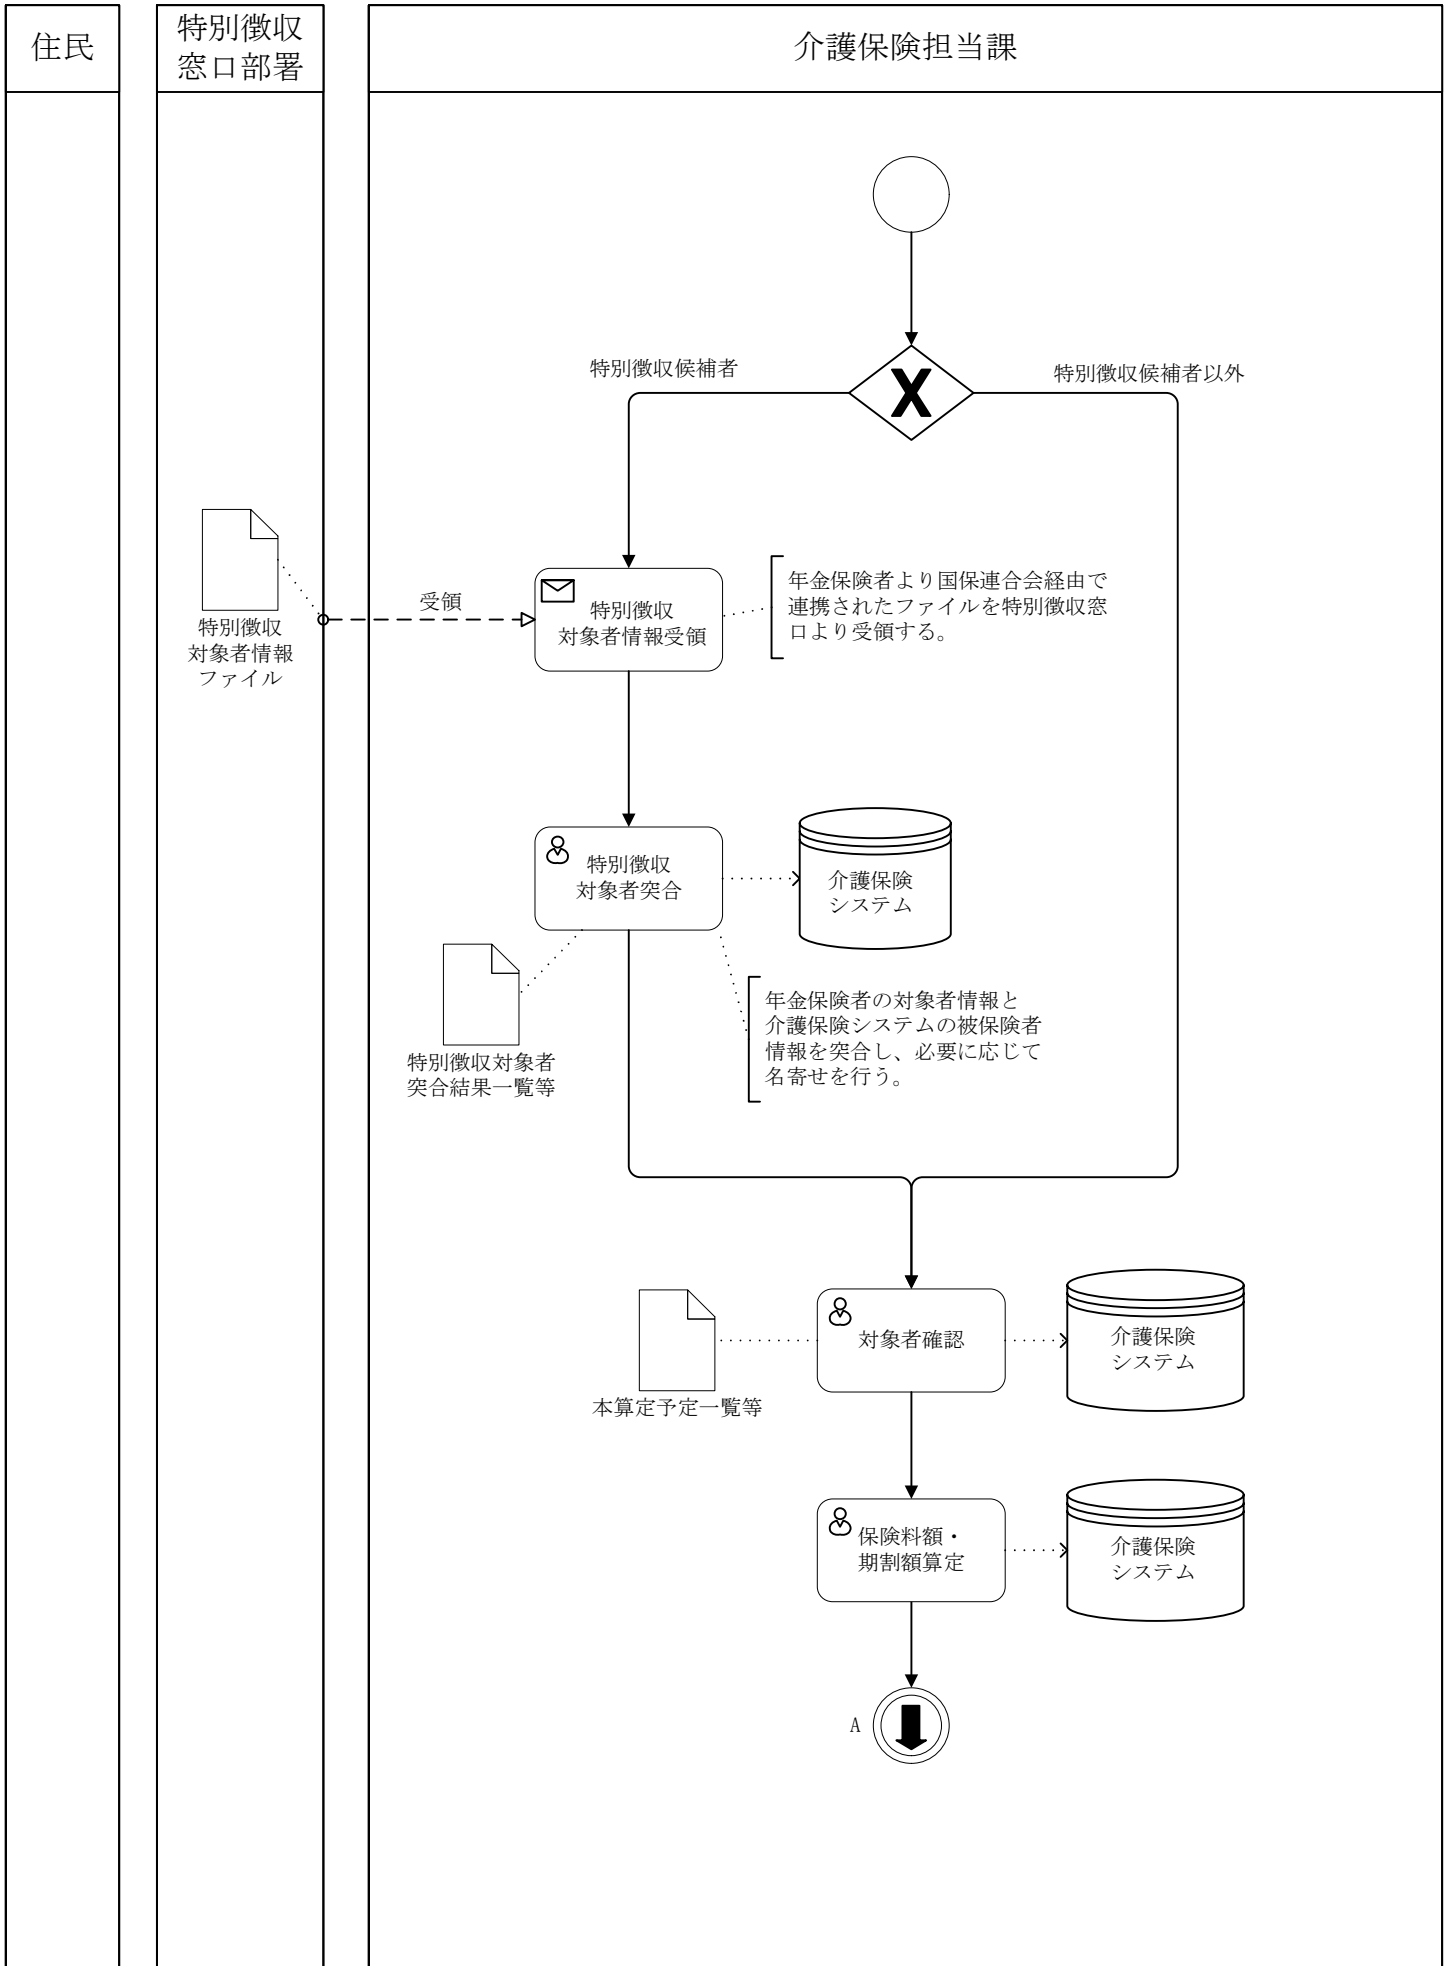 住民
特別徴収
窓口部署
介護保険担当課
特別徴収候補者
特別徴収候補者以外
特別徴収
対象者情報
ファイル
受領
特別徴収
対象者情報受領
年金保険者より国保連合会経由で
連携されたファイルを特別徴収窓
口より受領する。
特別徴収
対象者突合
介護保険
システム
特別徴収対象者
突合結果一覧等
年金保険者の対象者情報と
介護保険システムの被保険者
情報を突合し、必要に応じて
名寄せを行う。
本算定予定一覧等
対象者確認
介護保険
システム
保険料額・
期割額算定
介護保険
システム
A